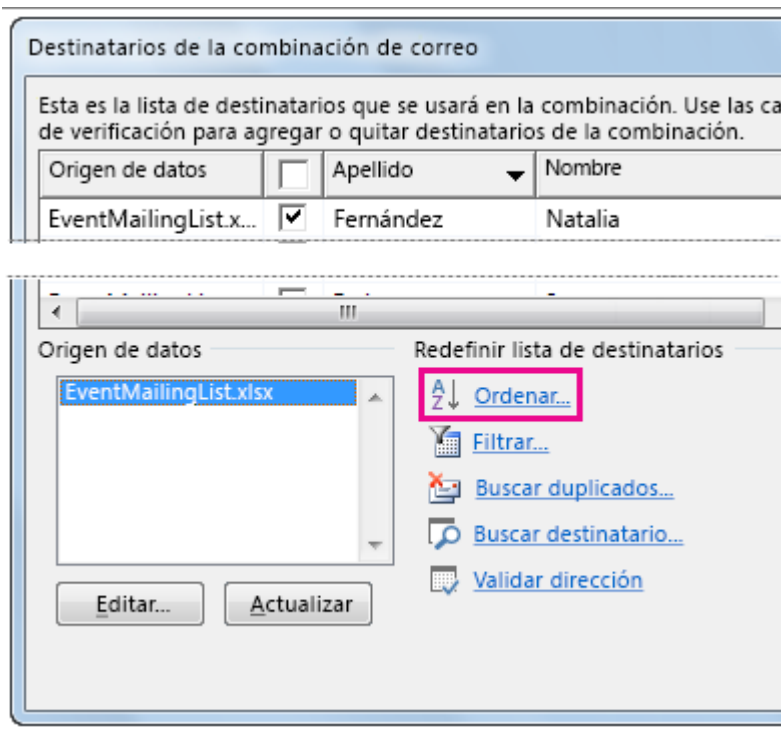 Destinatarios de la combinación de correo
Esta es la lista de destinatarios que se usará en la combinación. Use las ca
de verificación para agregar o quitar destinatarios de la combinación.
Origen de datos Apellido Nombre
EventMailingList.x... Fernández Natalia
Origen de datos Redefinir lista de destinatarios
EventMailingList.xlsx
Ordenar...
Filtrar...
Buscar duplicados...
Buscar destinatario...
Validar dirección
Editar... Actualizar